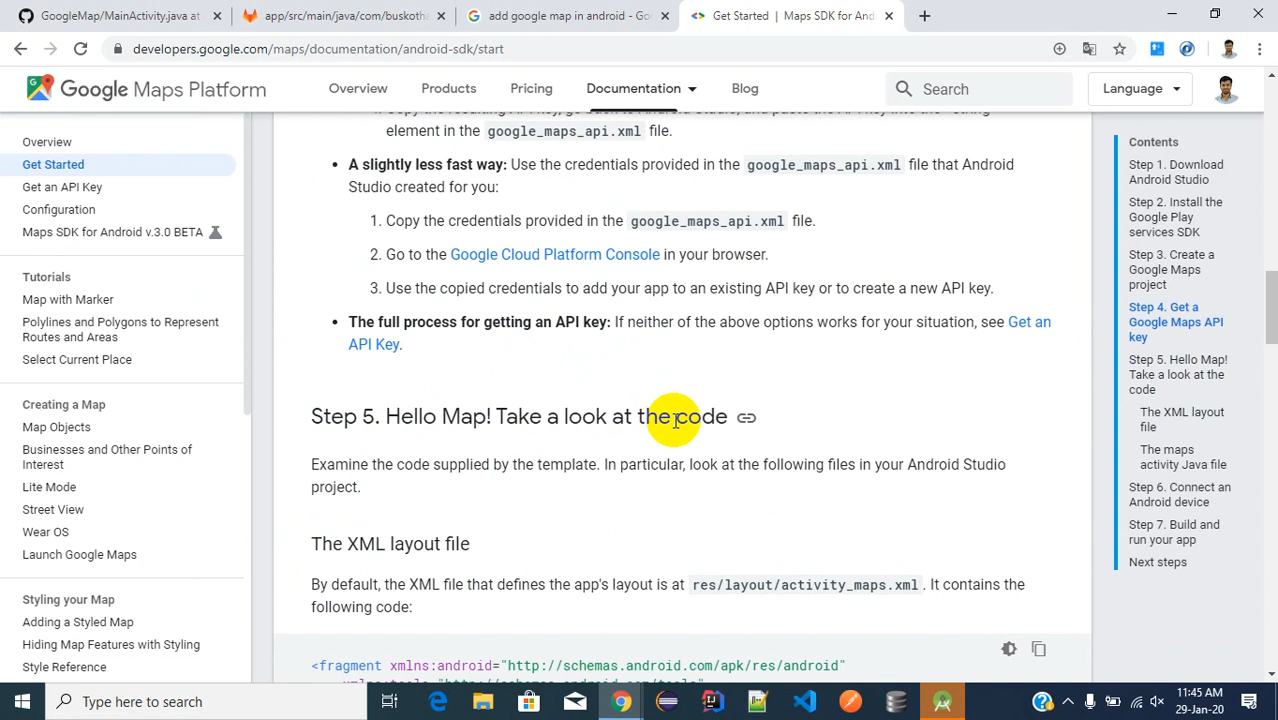 GoogleMap/MainActivity.java at
app/src/main/java/com/buskotha
add google map in android - Go
Get Started | Maps SDK for And
developers.google.com/maps/documentation/android-sdk/start
Google Maps Platform
Overview
Products
Pricing
Documentation
Blog
Search
Language
Overview
Get Started
Get an API Key
Configuration
Maps SDK for Android v.3.0 BETA
Tutorials
Map with Marker
Polylines and Polygons to Represent
Routes and Areas
Select Current Place
Creating a Map
Map Objects
Businesses and Other Points of
Interest
Lite Mode
Street View
Wear OS
Launch Google Maps
Styling your Map
Adding a Styled Map
Hiding Map Features with Styling
Style Reference
element in the google_maps_api.xml file.
• A slightly less fast way: Use the credentials provided in the google_maps_api.xml file that Android
Studio created for you:
1. Copy the credentials provided in the google_maps_api.xml file.
2. Go to the Google Cloud Platform Console in your browser.
3. Use the copied credentials to add your app to an existing API key or to create a new API key.
• The full process for getting an API key: If neither of the above options works for your situation, see Get an
API Key.
Step 5. Hello Map! Take a look at the code
Examine the code supplied by the template. In particular, look at the following files in your Android Studio
project.
The XML layout file
By default, the XML file that defines the app's layout is at res/layout/activity_maps.xml. It contains the
following code:
<fragment xmlns:android="http://schemas.android.com/apk/res/android"
Contents
Step 1. Download
Android Studio
Step 2. Install the
Google Play
services SDK
Step 3. Create a
Google Maps
project
Step 4. Get a
Google Maps API
key
Step 5. Hello Map!
Take a look at the
code
The XML layout
file
The maps
activity Java file
Step 6. Connect an
Android device
Step 7. Build and
run your app
Next steps
Type here to search
11:45 AM
29-Jan-20